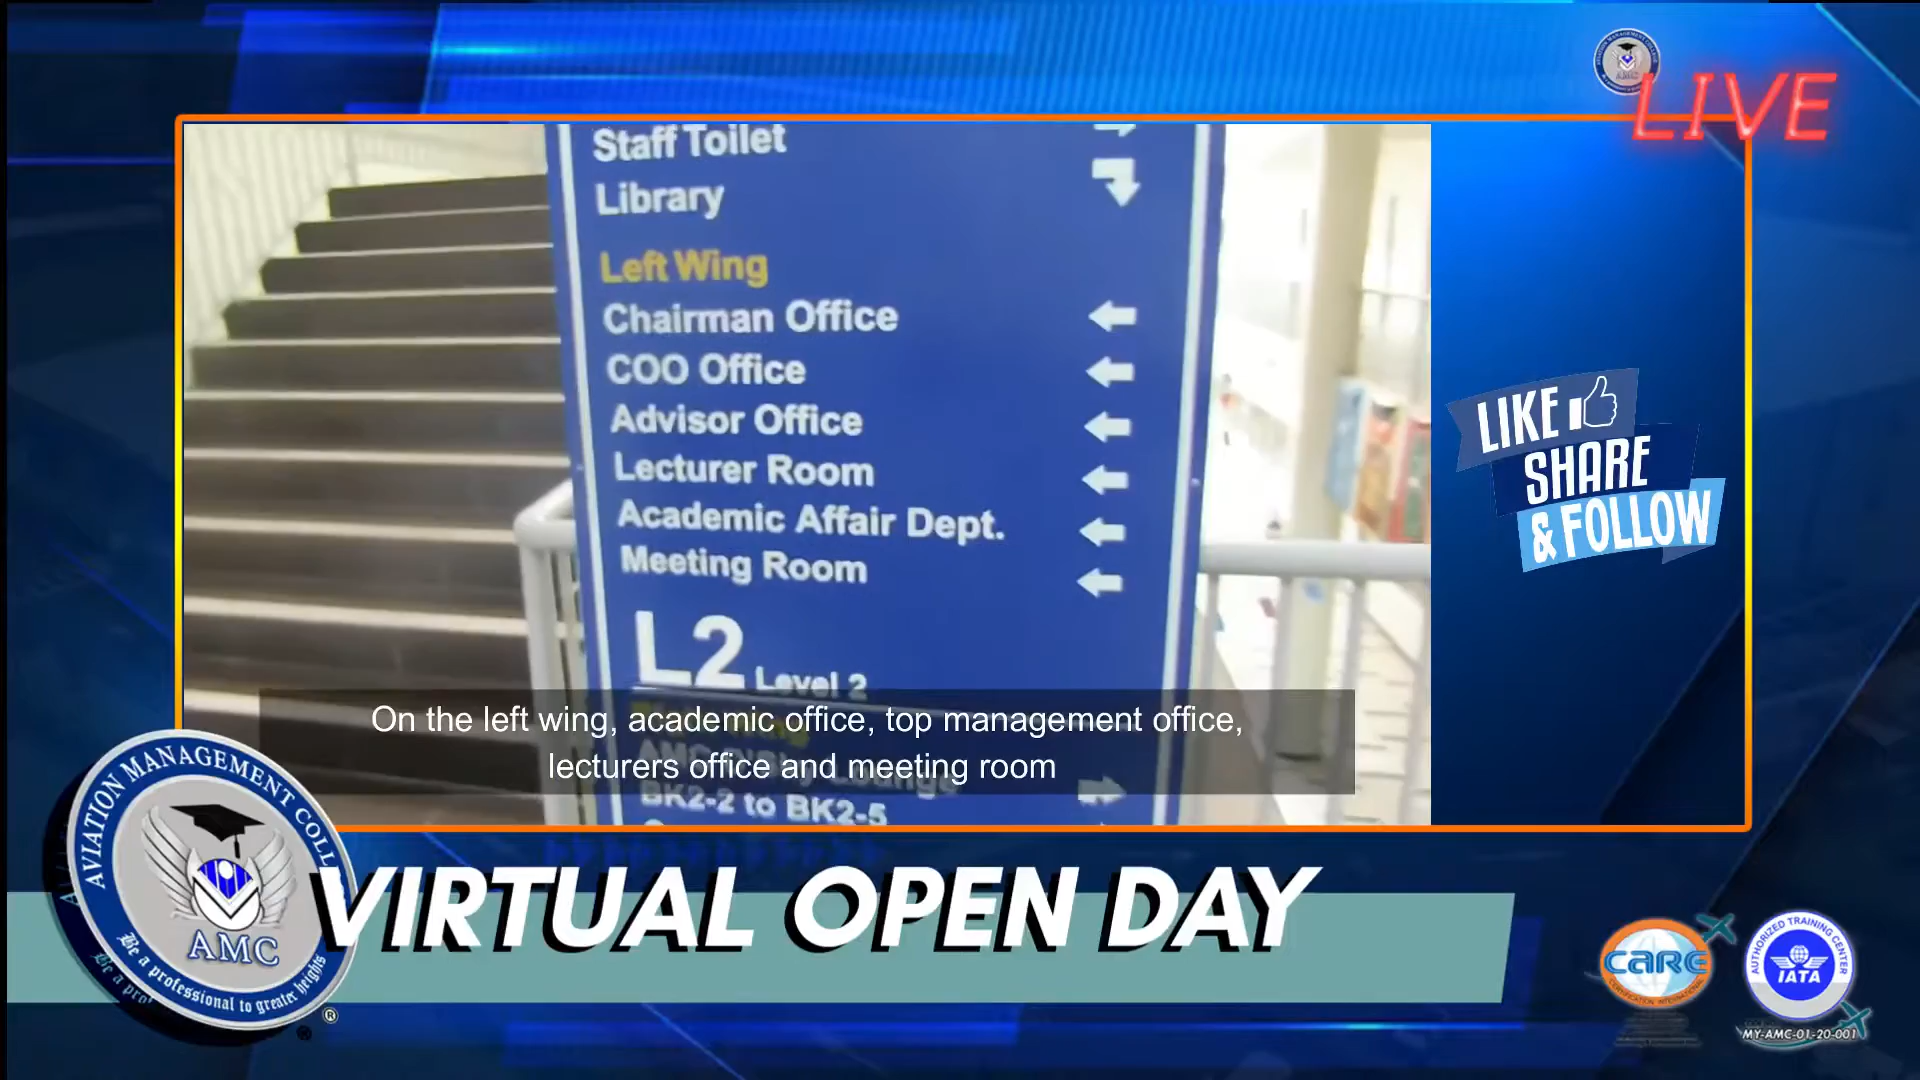 LIVE
Staff Toilet
Library
Left Wing
Chairman Office
COO Office
Advisor Office
Lecturer Room
Academic Affair Dept.
Meeting Room
L2 Level 2
On the left wing, academic office, top management office,
lecturers office and meeting room
BK2-2 to BK2-5
LIKE
SHARE
& FOLLOW
AVIATION MANAGEMENT COLL
AMC
Be a professional to greater heights
®
VIRTUAL OPEN DAY
CARE
CERTIFICATION INTERNATIONAL
AUTHORIZED TRAINING CENTER
IATA
MY-AMC-01-20-001